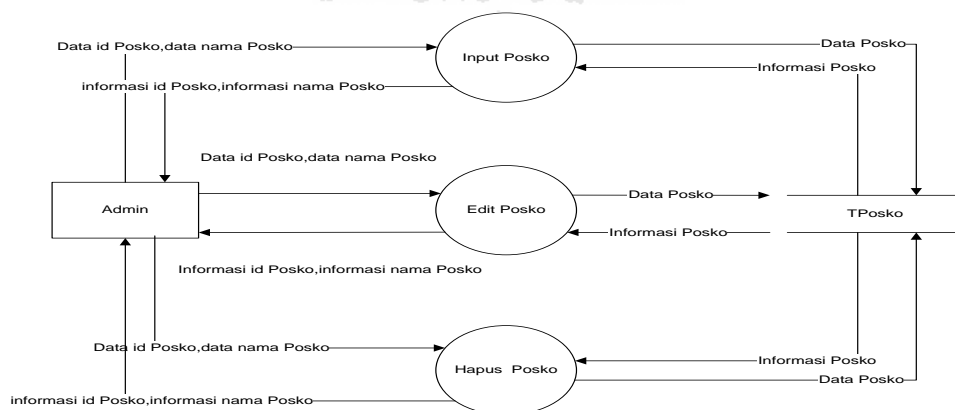 Data id Posko,data nama Posko
Input Posko
Data Posko
Informasi Posko
informasi id Posko,informasi nama Posko
Data id Posko,data nama Posko
Admin
Edit Posko
Data Posko
TPosko
Informasi Posko
Informasi id Posko,informasi nama Posko
Data id Posko,data nama Posko
Hapus Posko
Informasi Posko
Data Posko
informasi id Posko,informasi nama Posko